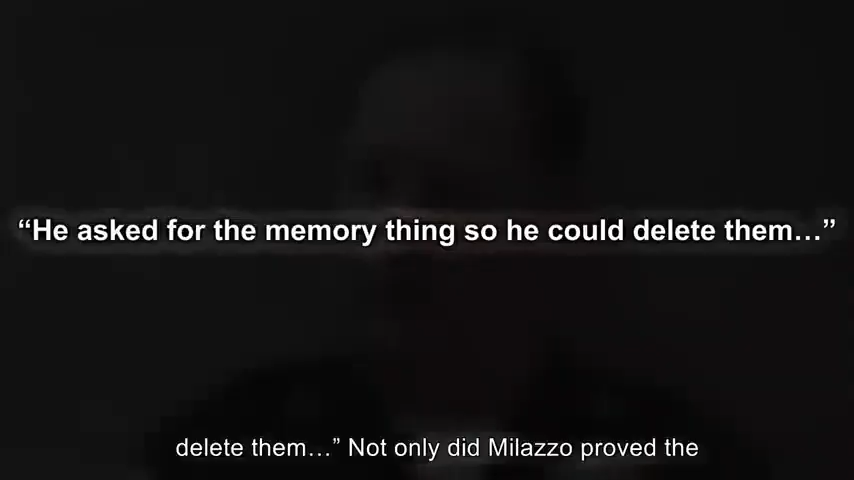 “He asked for the memory thing so he could delete them…”
delete them…” Not only did Milazzo proved the